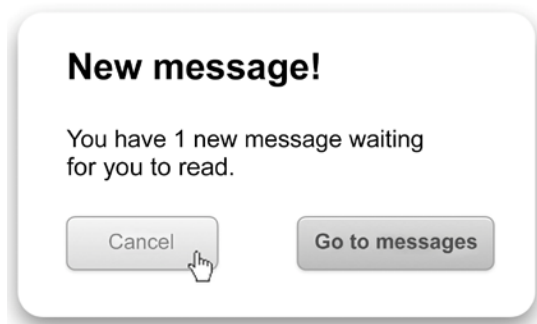 New message!
You have 1 new message waiting
for you to read.
Cancel
Go to messages